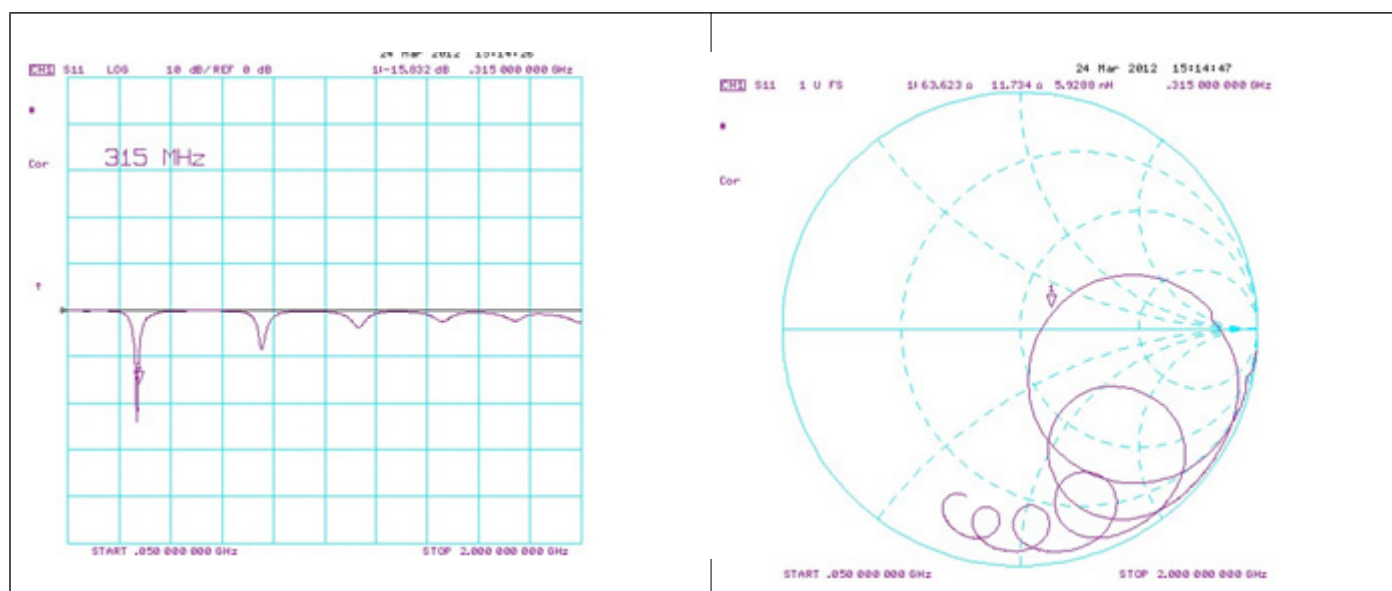 24 Mar 2012 15:14:26
CH1 S11 LOG 10 dB/REF 0 dB 1:-15.832 dB .315 000 000 GHz
*
Cor
315 MHz
↑
1
START .050 000 000 GHz STOP 2.000 000 000 GHz
24 Mar 2012 15:14:47
CH1 S11 1 U FS 1: 63.623 Ω 11.734 Ω 5.9288 nH .315 000 000 GHz
*
Cor
1
START .050 000 000 GHz STOP 2.000 000 000 GHz